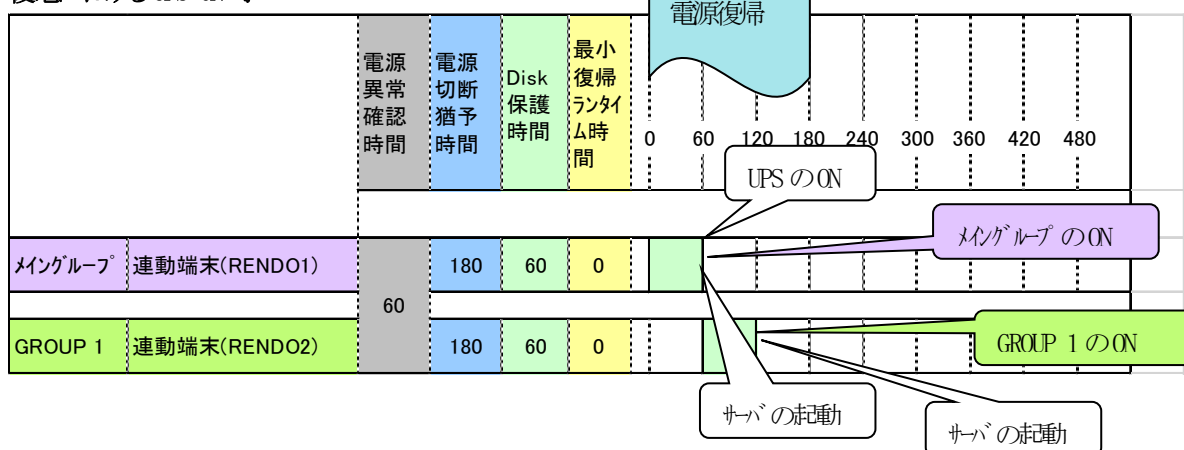 電源復帰
電源
異常
確認
時間
電源
切断
猶予
時間
Disk
保護
時間
最小
復帰
ﾗﾝﾀｲ
ﾑ時
間
0 60 120 180 240 300 360 420 480
UPS のON
ﾒｲﾝｸﾞﾙｰﾌﾟ のON
ﾒｲﾝｸﾞﾙｰﾌﾟ 連動端末(RENDO1) 180 60 0
60
GROUP 1 連動端末(RENDO2) 180 60 0
GROUP 1 のON
ｻｰﾊﾞの起動
ｻｰﾊﾞの起動